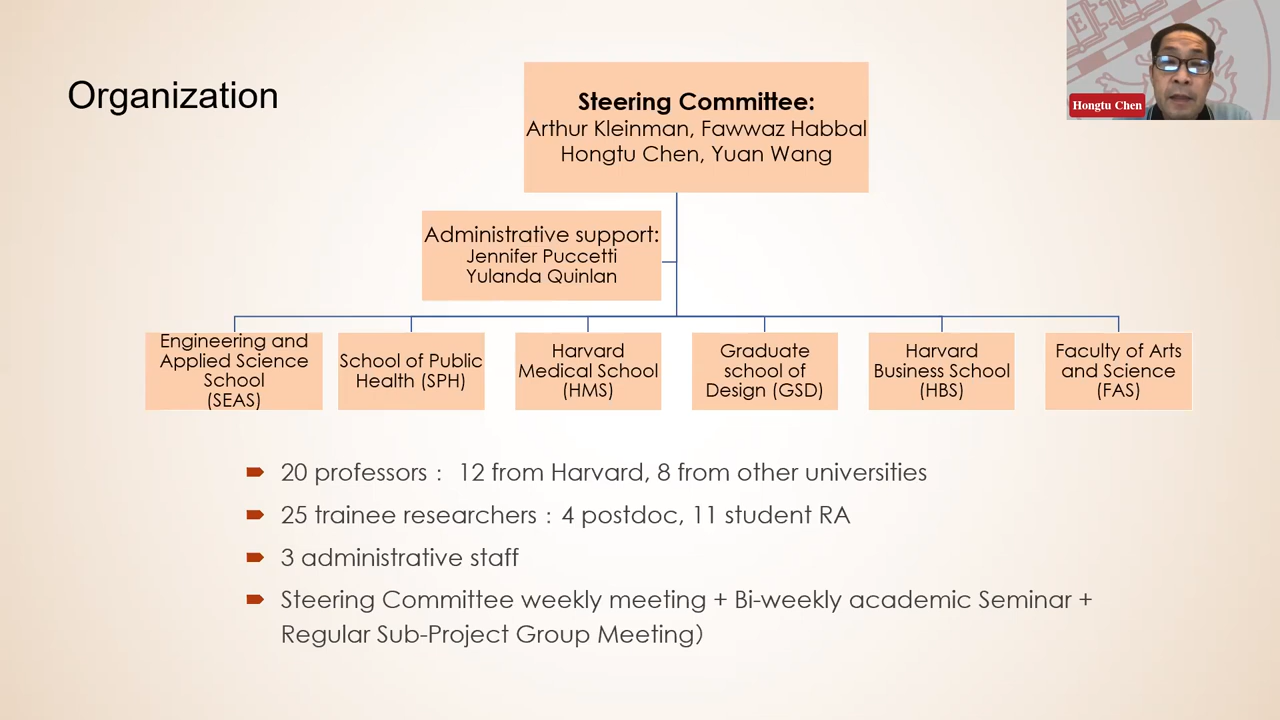 Organization
Hongtu Chen
Steering Committee:
Arthur Kleinman, Fawwaz Habbal
Hongtu Chen, Yuan Wang
Administrative support:
Jennifer Puccetti
Yulanda Quinlan
Engineering and
Applied Science
School
(SEAS)
School of Public
Health (SPH)
Harvard
Medical School
(HMS)
Graduate
school of
Design (GSD)
Harvard
Business School
(HBS)
Faculty of Arts
and Science
(FAS)
20 professors： 12 from Harvard, 8 from other universities
25 trainee researchers：4 postdoc, 11 student RA
3 administrative staff
Steering Committee weekly meeting + Bi-weekly academic Seminar +
Regular Sub-Project Group Meeting）